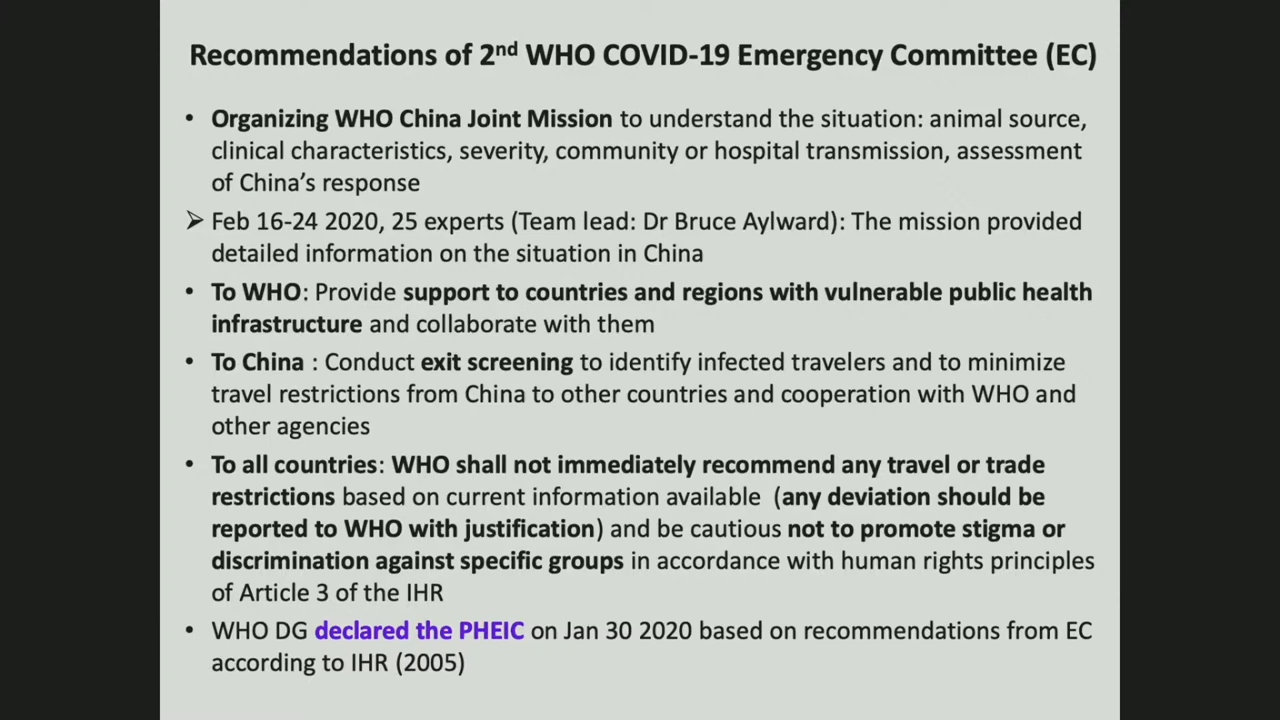 Recommendations of 2nd WHO COVID-19 Emergency Committee (EC)
• Organizing WHO China Joint Mission to understand the situation: animal source,
clinical characteristics, severity, community or hospital transmission, assessment
of China’s response
➢ Feb 16-24 2020, 25 experts (Team lead: Dr Bruce Aylward): The mission provided
detailed information on the situation in China
• To WHO: Provide support to countries and regions with vulnerable public health
infrastructure and collaborate with them
• To China : Conduct exit screening to identify infected travelers and to minimize
travel restrictions from China to other countries and cooperation with WHO and
other agencies
• To all countries: WHO shall not immediately recommend any travel or trade
restrictions based on current information available (any deviation should be
reported to WHO with justification) and be cautious not to promote stigma or
discrimination against specific groups in accordance with human rights principles
of Article 3 of the IHR
• WHO DG declared the PHEIC on Jan 30 2020 based on recommendations from EC
according to IHR (2005)